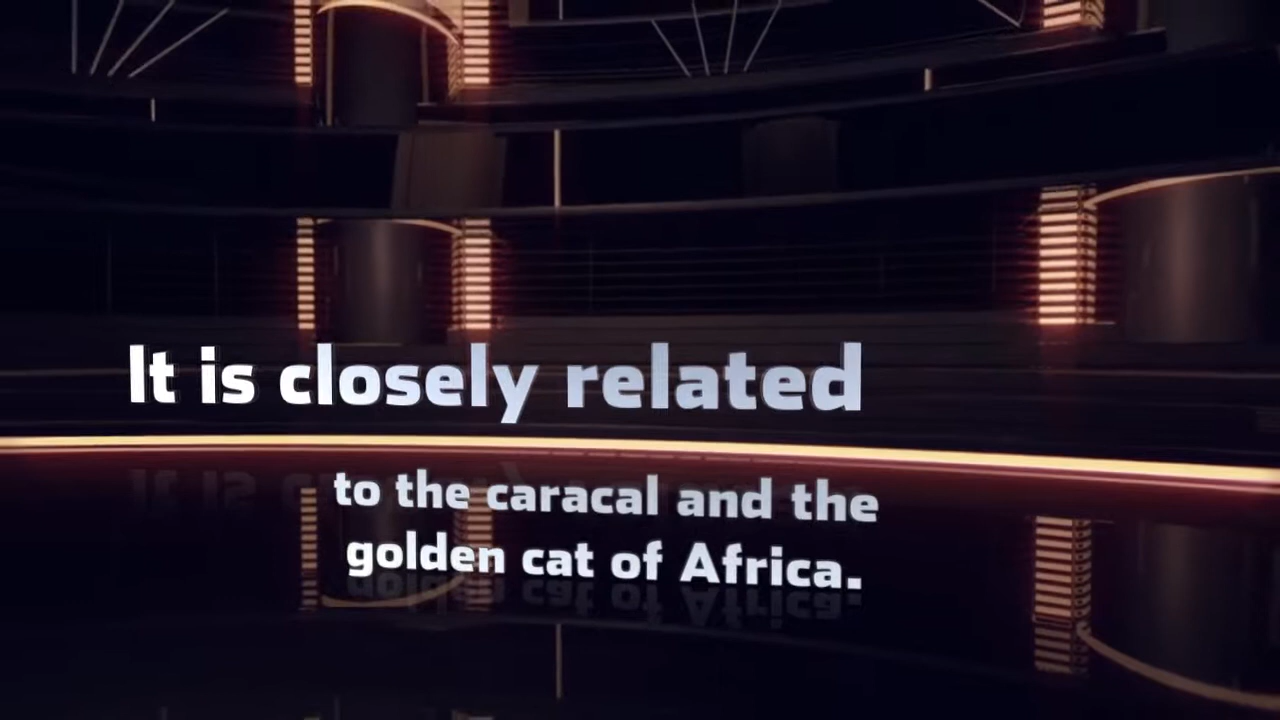 It is closely related
to the caracal and the
golden cat of Africa.